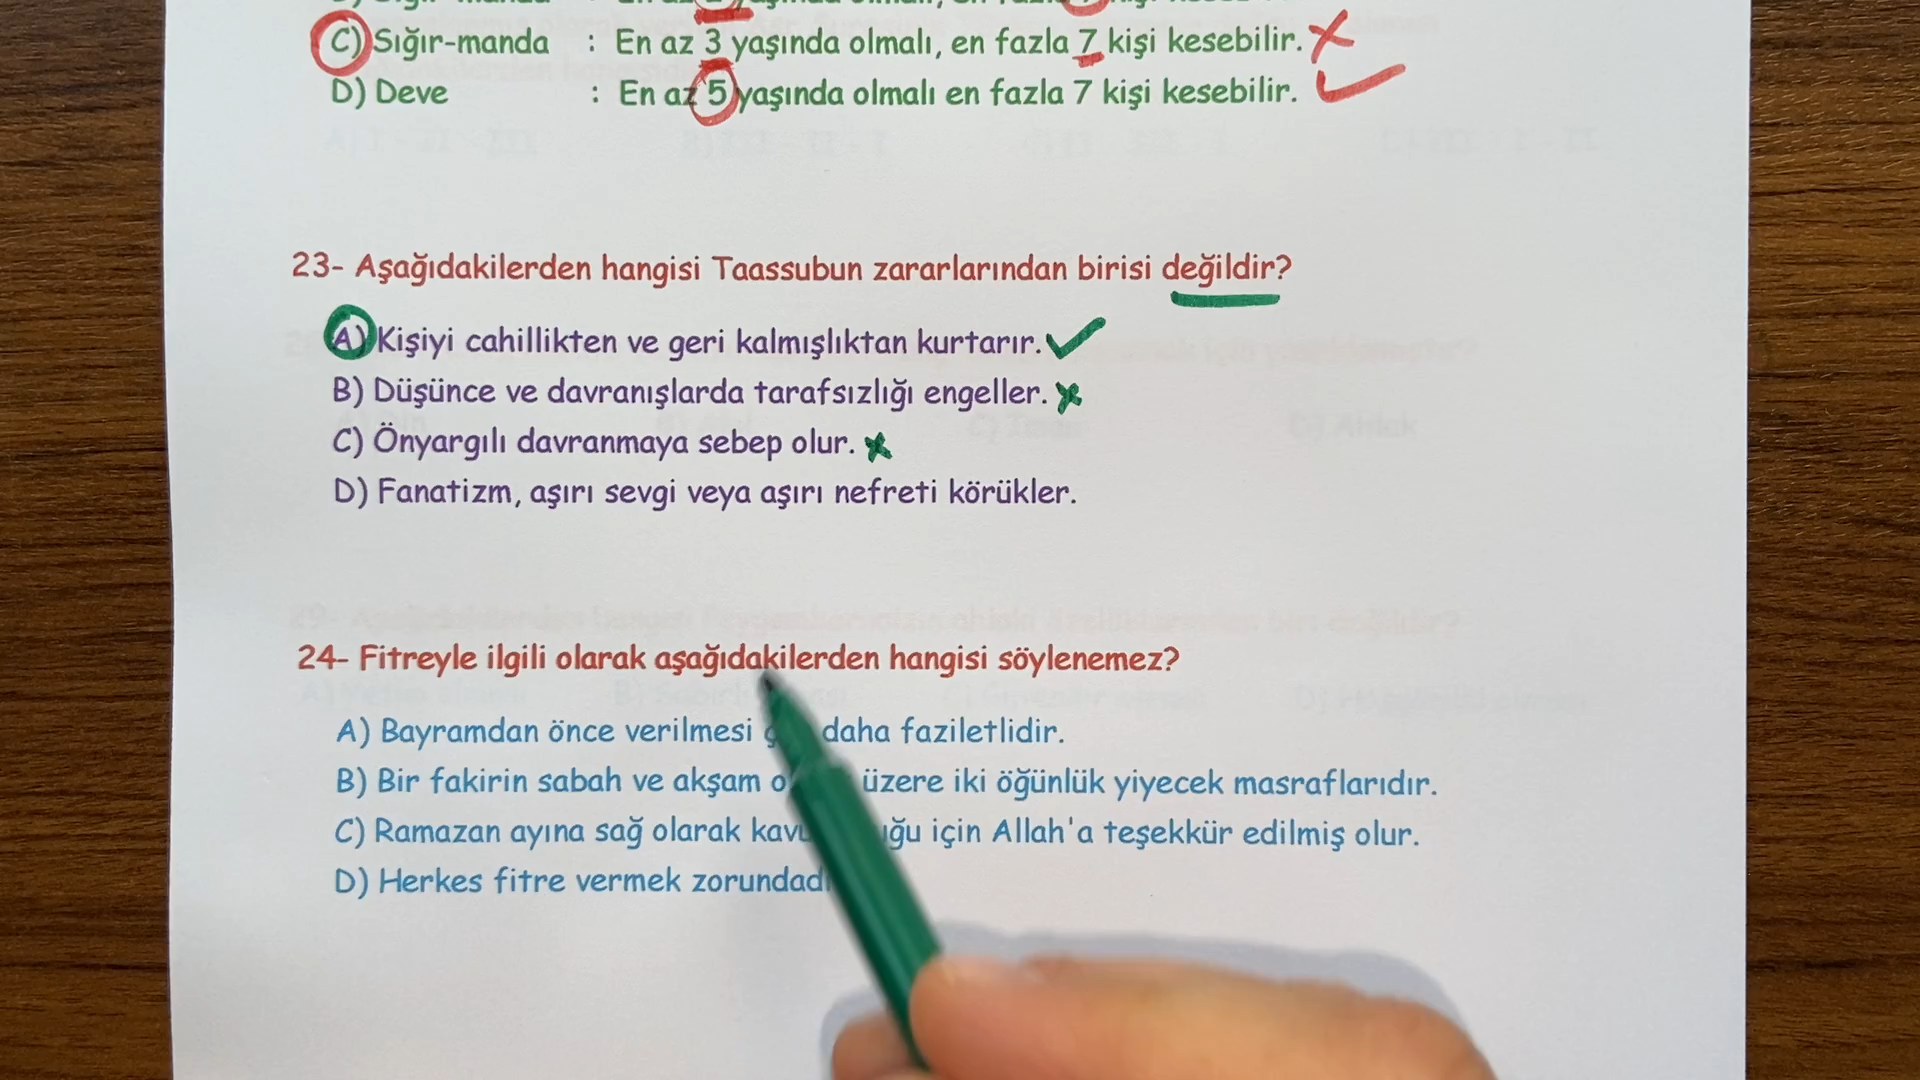 C) Sığır-manda : En az 3 yaşında olmalı, en fazla 7 kişi kesebilir.
D) Deve : En az 5 yaşında olmalı en fazla 7 kişi kesebilir.
23- Aşağıdakilerden hangisi Taassubun zararlarından birisi değildir?
A) Kişiyi cahillikten ve geri kalmışlıktan kurtarır.
B) Düşünce ve davranışlarda tarafsızlığı engeller.
C) Önyargılı davranmaya sebep olur.
D) Fanatizm, aşırı sevgi veya aşırı nefreti körükler.
24- Fitreyle ilgili olarak aşağıdakilerden hangisi söylenemez?
A) Bayramdan önce verilmesi daha faziletlidir.
B) Bir fakirin sabah ve akşam üzere iki öğünlük yiyecek masraflarıdır.
C) Ramazan ayına sağ olarak için Allah'a teşekkür edilmiş olur.
D) Herkes fitre vermek